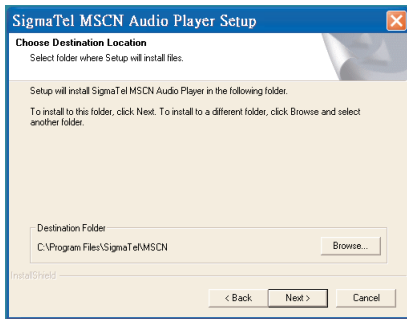 SigmaTel MSCN Audio Player Setup
Choose Destination Location
Select folder where Setup will install files.
Setup will install SigmaTel MSCN Audio Player in the following folder.
To install to this folder, click Next. To install to a different folder, click Browse and select
another folder.
Destination Folder
C:\Program Files\SigmaTel\MSCN
Browse...
InstallShield
< Back
Next >
Cancel